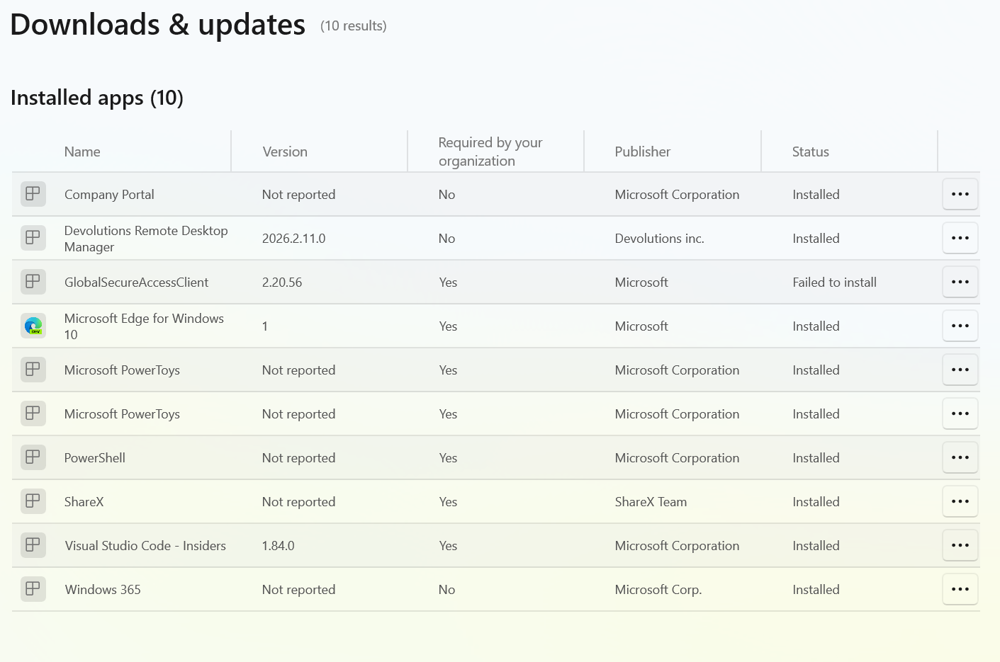 Downloads & updates (10 results)
Installed apps (10)
Name Version Required by your organization Publisher Status
Company Portal Not reported No Microsoft Corporation Installed
Devolutions Remote Desktop Manager 2026.2.11.0 No Devolutions inc. Installed
GlobalSecureAccessClient 2.20.56 Yes Microsoft Failed to install
DEV Microsoft Edge for Windows 10 1 Yes Microsoft Installed
Microsoft PowerToys Not reported Yes Microsoft Corporation Installed
Microsoft PowerToys Not reported Yes Microsoft Corporation Installed
PowerShell Not reported Yes Microsoft Corporation Installed
ShareX Not reported Yes ShareX Team Installed
Visual Studio Code - Insiders 1.84.0 Yes Microsoft Corporation Installed
Windows 365 Not reported No Microsoft Corp. Installed